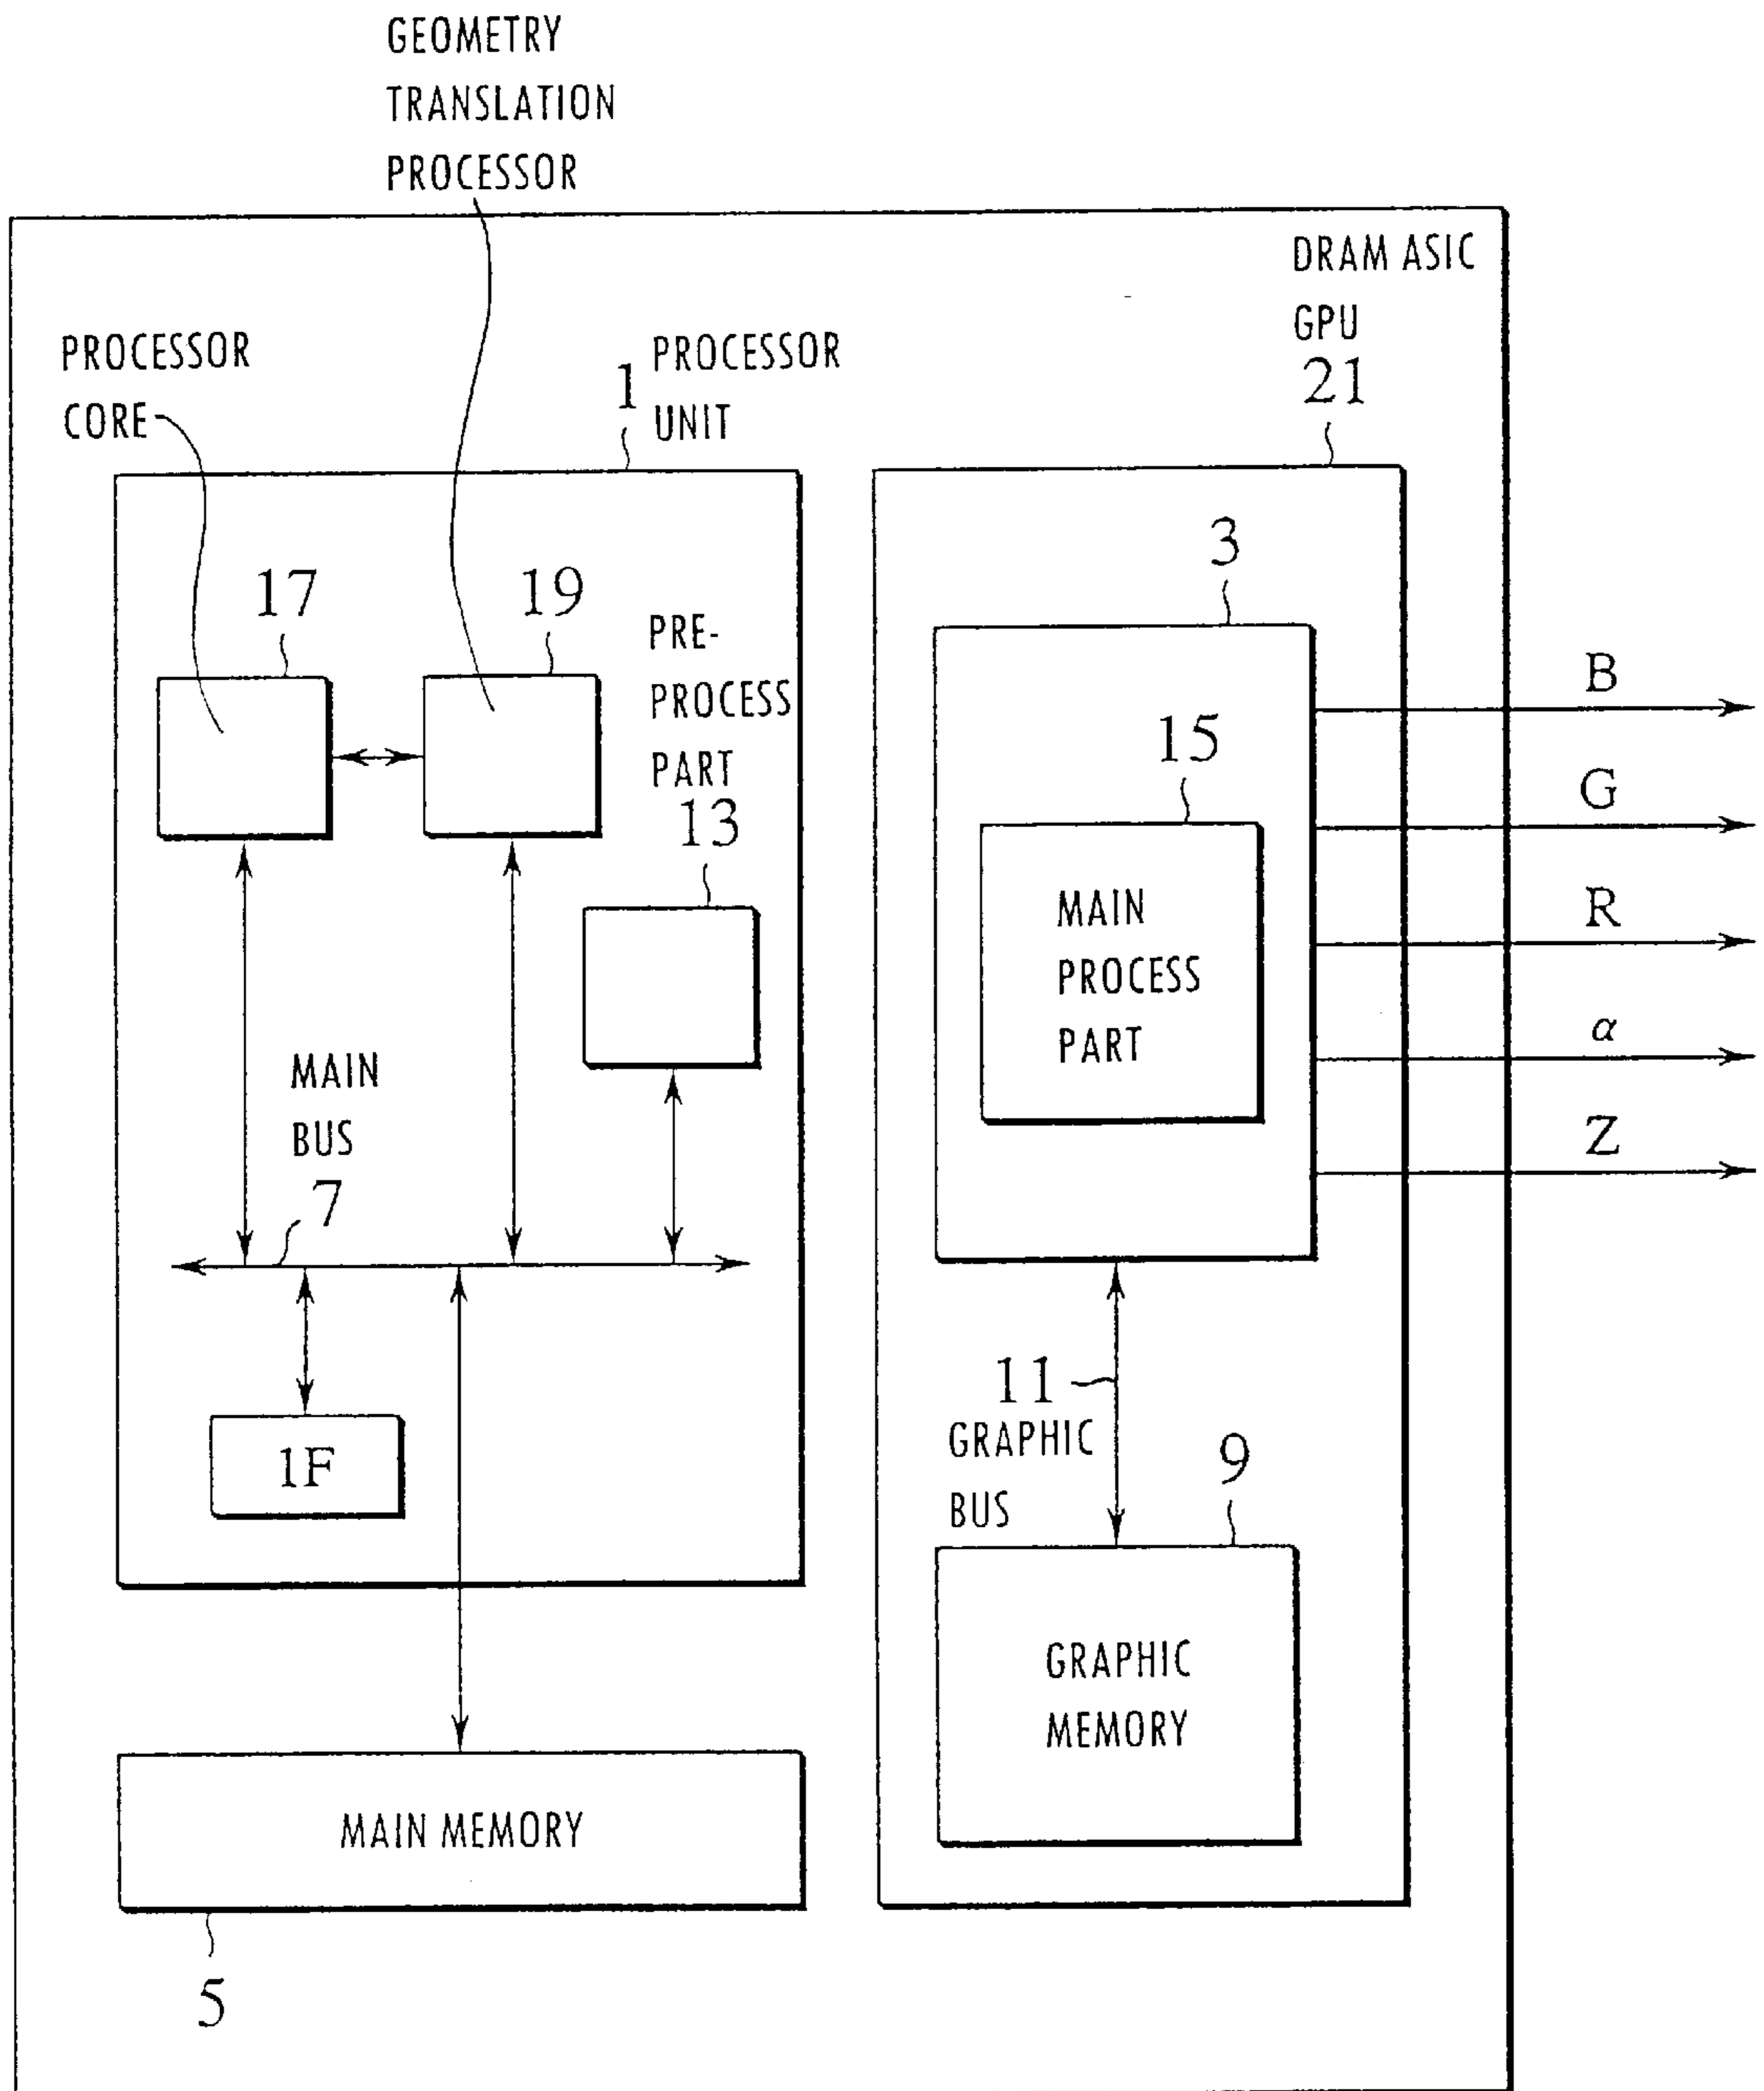 GEOMETRY
TRANSLATION
PROCESSOR
DRAM ASIC
GPU
21
PROCESSOR
CORE
1
PROCESSOR
UNIT
17
19
PRE-
PROCESS
PART
13
3
15
MAIN
PROCESS
PART
B
G
R
α
Z
MAIN
BUS
7
1F
11
GRAPHIC
BUS
9
GRAPHIC
MEMORY
MAIN MEMORY
5